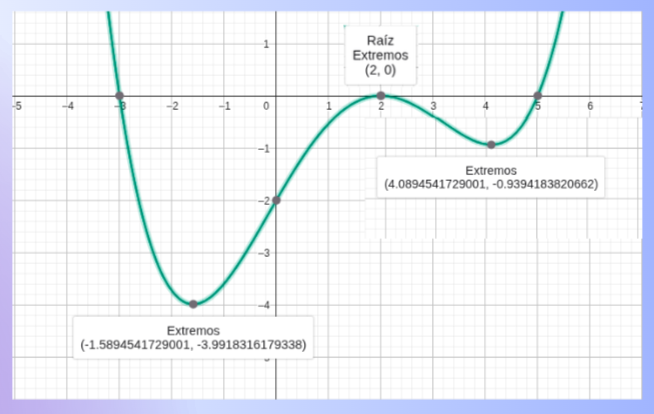 1
Raíz
Extremos
(2, 0)
-5 -4 -3 -2 -1 0 1 2 3 4 5 6
-1
Extremos
(4.0894541729001, -0.9394183820662)
-2
-3
-4
Extremos
(-1.5894541729001, -3.9918316179338)